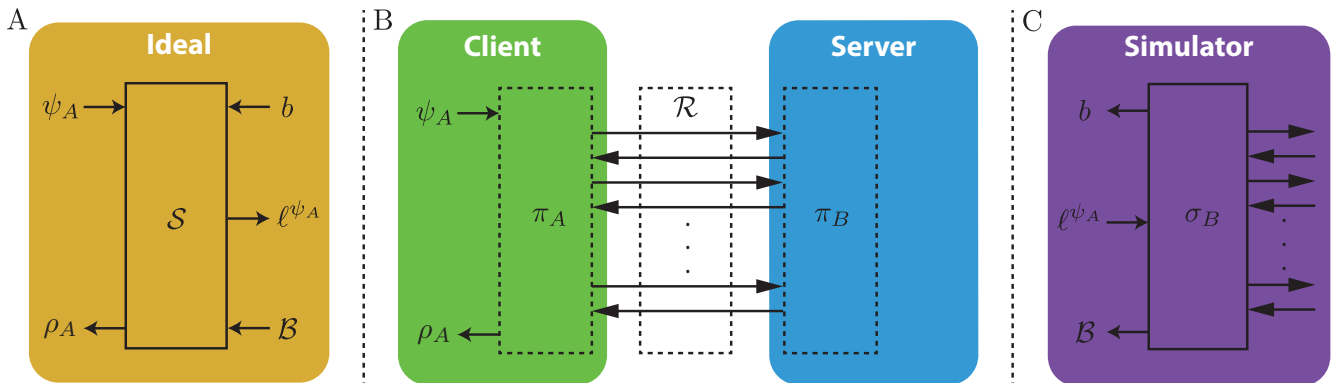 A
Ideal
ψ_A
b
𝒮
ℓ^{ψ_A}
ρ_A
ℬ
B
Client
Server
ψ_A
ℛ
π_A
π_B
ρ_A
C
Simulator
b
ℓ^{ψ_A}
σ_B
ℬ